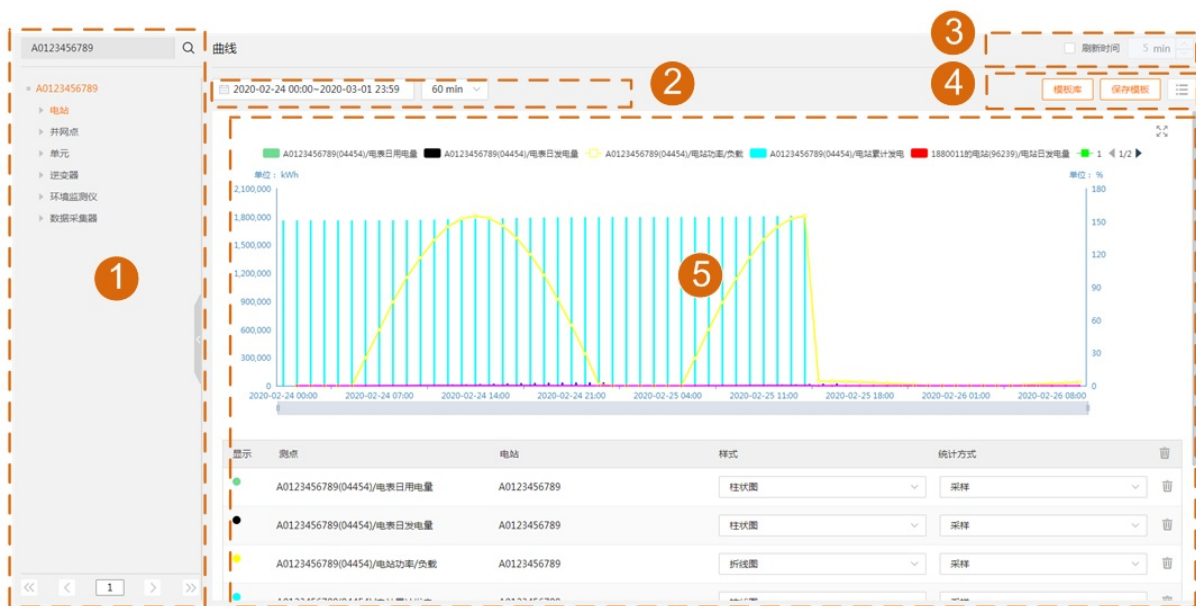 A0123456789
曲线
3
刷新时间
5 min
A0123456789
电站
并网点
单元
逆变器
环境监测仪
数据采集器
1
2020-02-24 00:00~2020-03-01 23:59
60 min
2
4
模板库
保存模板
A0123456789(04454)/电表日用电量
A0123456789(04454)/电表日发电量
A0123456789(04454)/电站功率/负载
A0123456789(04454)/电站累计发电
1880011的电站(96239)/电站日发电量
1
1/2
单位: kWh
单位: %
2,100,000
1,800,000
1,500,000
1,200,000
900,000
600,000
300,000
0
180
150
120
90
60
30
0
5
2020-02-24 00:00
2020-02-24 07:00
2020-02-24 14:00
2020-02-24 21:00
2020-02-25 04:00
2020-02-25 11:00
2020-02-25 18:00
2020-02-26 01:00
2020-02-26 08:00
显示 测点 电站 样式 统计方式
A0123456789(04454)/电表日用电量 A0123456789 柱状图 采样
A0123456789(04454)/电表日发电量 A0123456789 柱状图 采样
A0123456789(04454)/电站功率/负载 A0123456789 折线图 采样
1